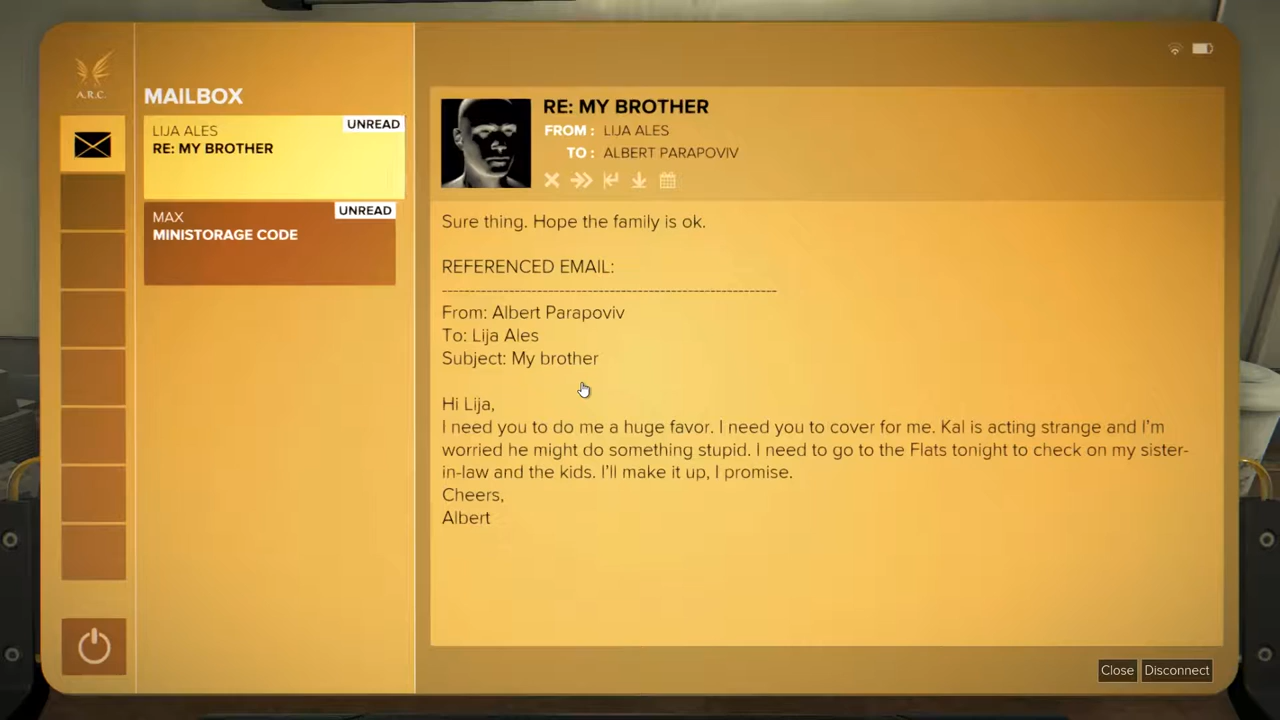 A.R.C.
MAILBOX
UNREAD
LIJA ALES
RE: MY BROTHER
UNREAD
MAX
MINISTORAGE CODE
RE: MY BROTHER
FROM : LIJA ALES
TO : ALBERT PARAPOVIV
Sure thing. Hope the family is ok.
REFERENCED EMAIL:
--------------------------------------------------------
From: Albert Parapoviv
To: Lija Ales
Subject: My brother
Hi Lija,
I need you to do me a huge favor. I need you to cover for me. Kal is acting strange and I'm
worried he might do something stupid. I need to go to the Flats tonight to check on my sister-
in-law and the kids. I'll make it up, I promise.
Cheers,
Albert
Close Disconnect